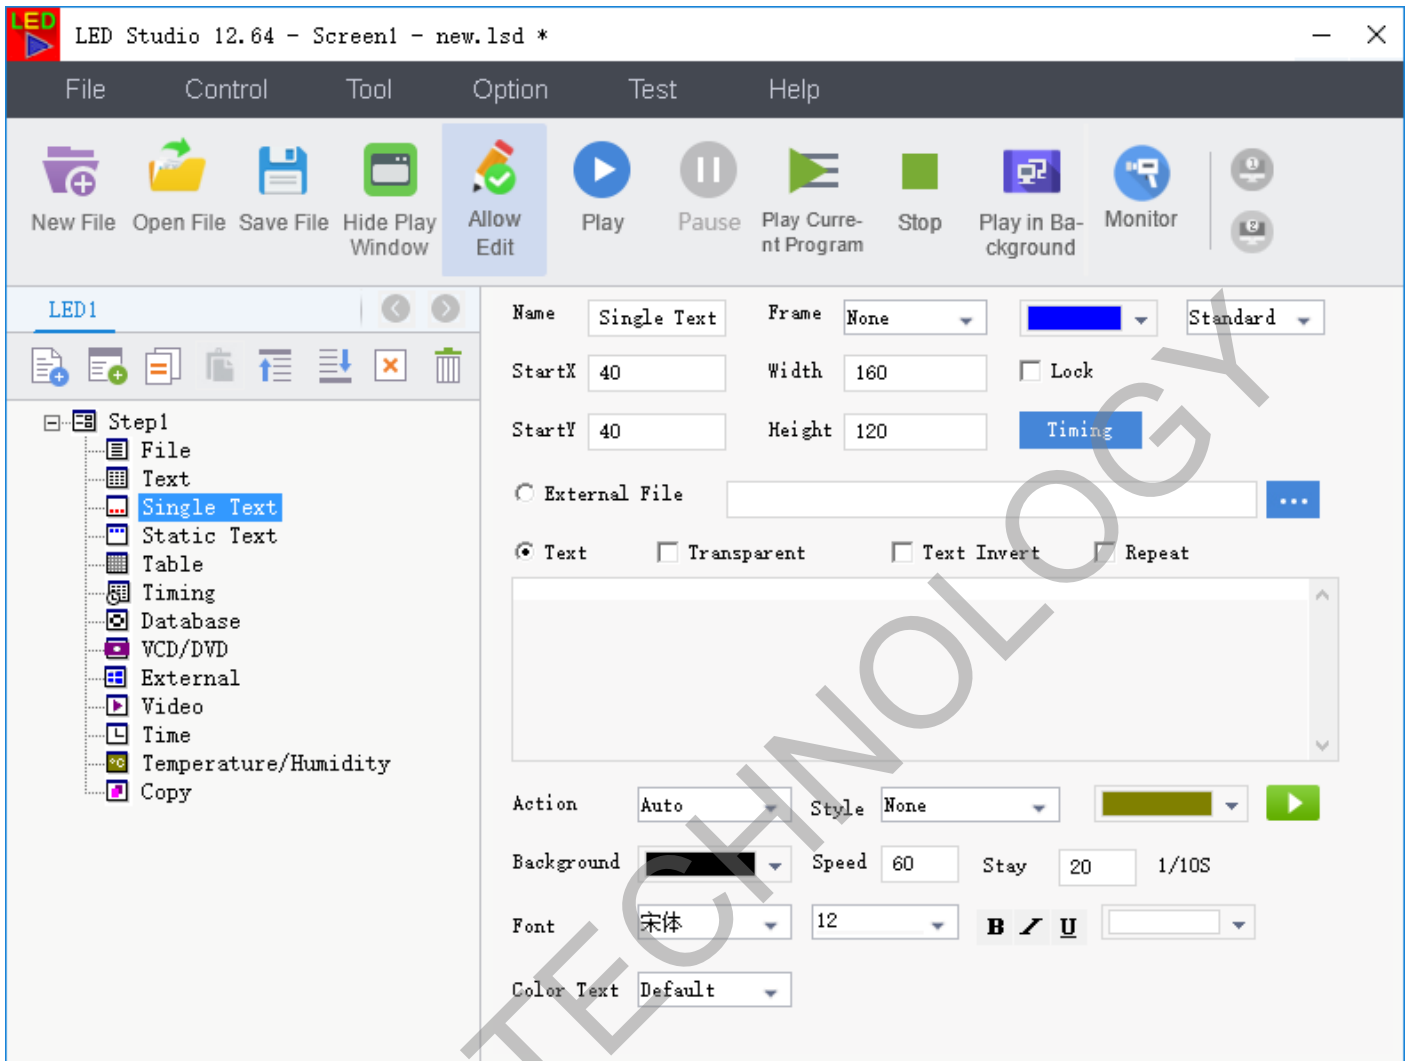 LED
LED Studio 12.64 - Screen1 - new.lsd *
File Control Tool Option Test Help
New File Open File Save File Hide Play Window Allow Edit Play Pause Play Curre-nt Program Stop Play in Ba-ckground Monitor
1
2
LED1
Step1
File
Text
Single Text
Static Text
Table
Timing
Database
VCD/DVD
External
Video
Time
°C Temperature/Humidity
Copy
Name Single Text Frame None Standard
StartX 40 Width 160 Lock
StartY 40 Height 120 Timing
External File ...
Text Transparent Text Invert Repeat
Action Auto Style None
Background Speed 60 Stay 20 1/10S
Font 宋体 12 B I U
Color Text Default
TECHNOLOGY